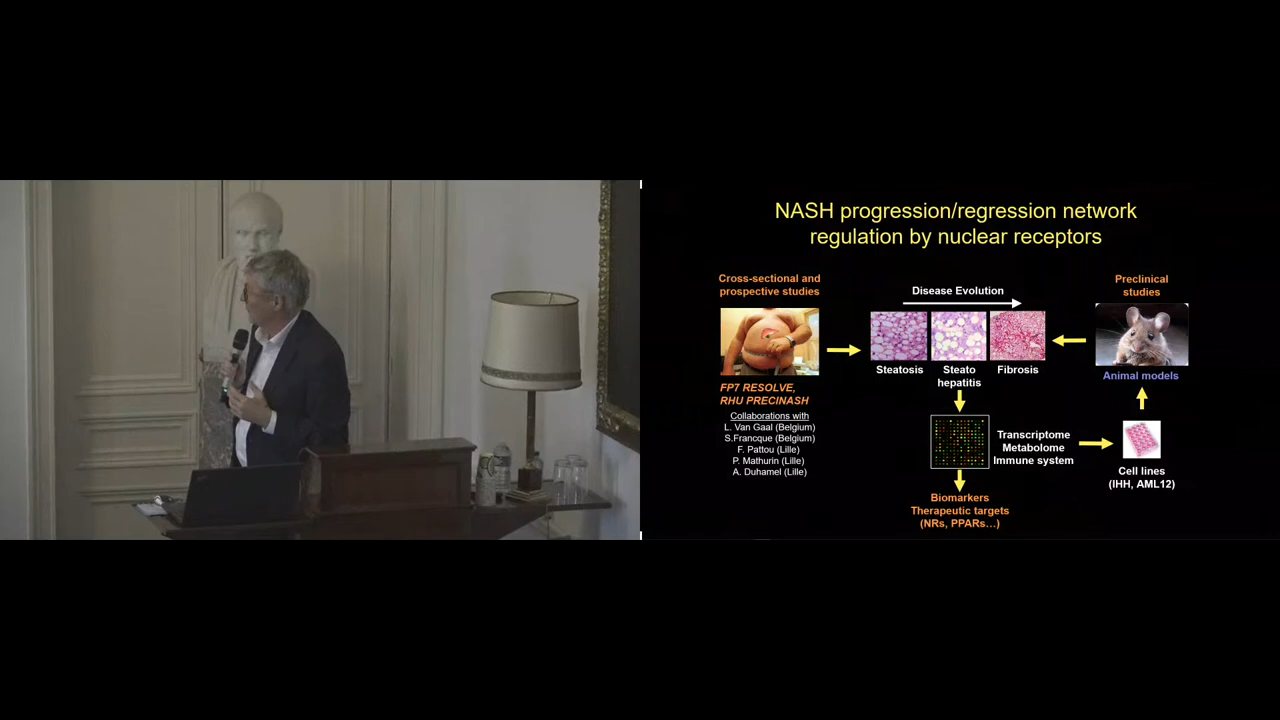 NASH progression/regression network
regulation by nuclear receptors
Cross-sectional and
prospective studies
Disease Evolution
Preclinical
studies
Steatosis
Steato
hepatitis
Fibrosis
Animal models
FP7 RESOLVE,
RHU PRECINASH
Collaborations with
L. Van Gaal (Belgium)
S.Francque (Belgium)
F. Pattou (Lille)
P. Mathurin (Lille)
A. Duhamel (Lille)
Transcriptome
Metabolome
Immune system
Cell lines
(IHH, AML12)
Biomarkers
Therapeutic targets
(NRs, PPARs…)